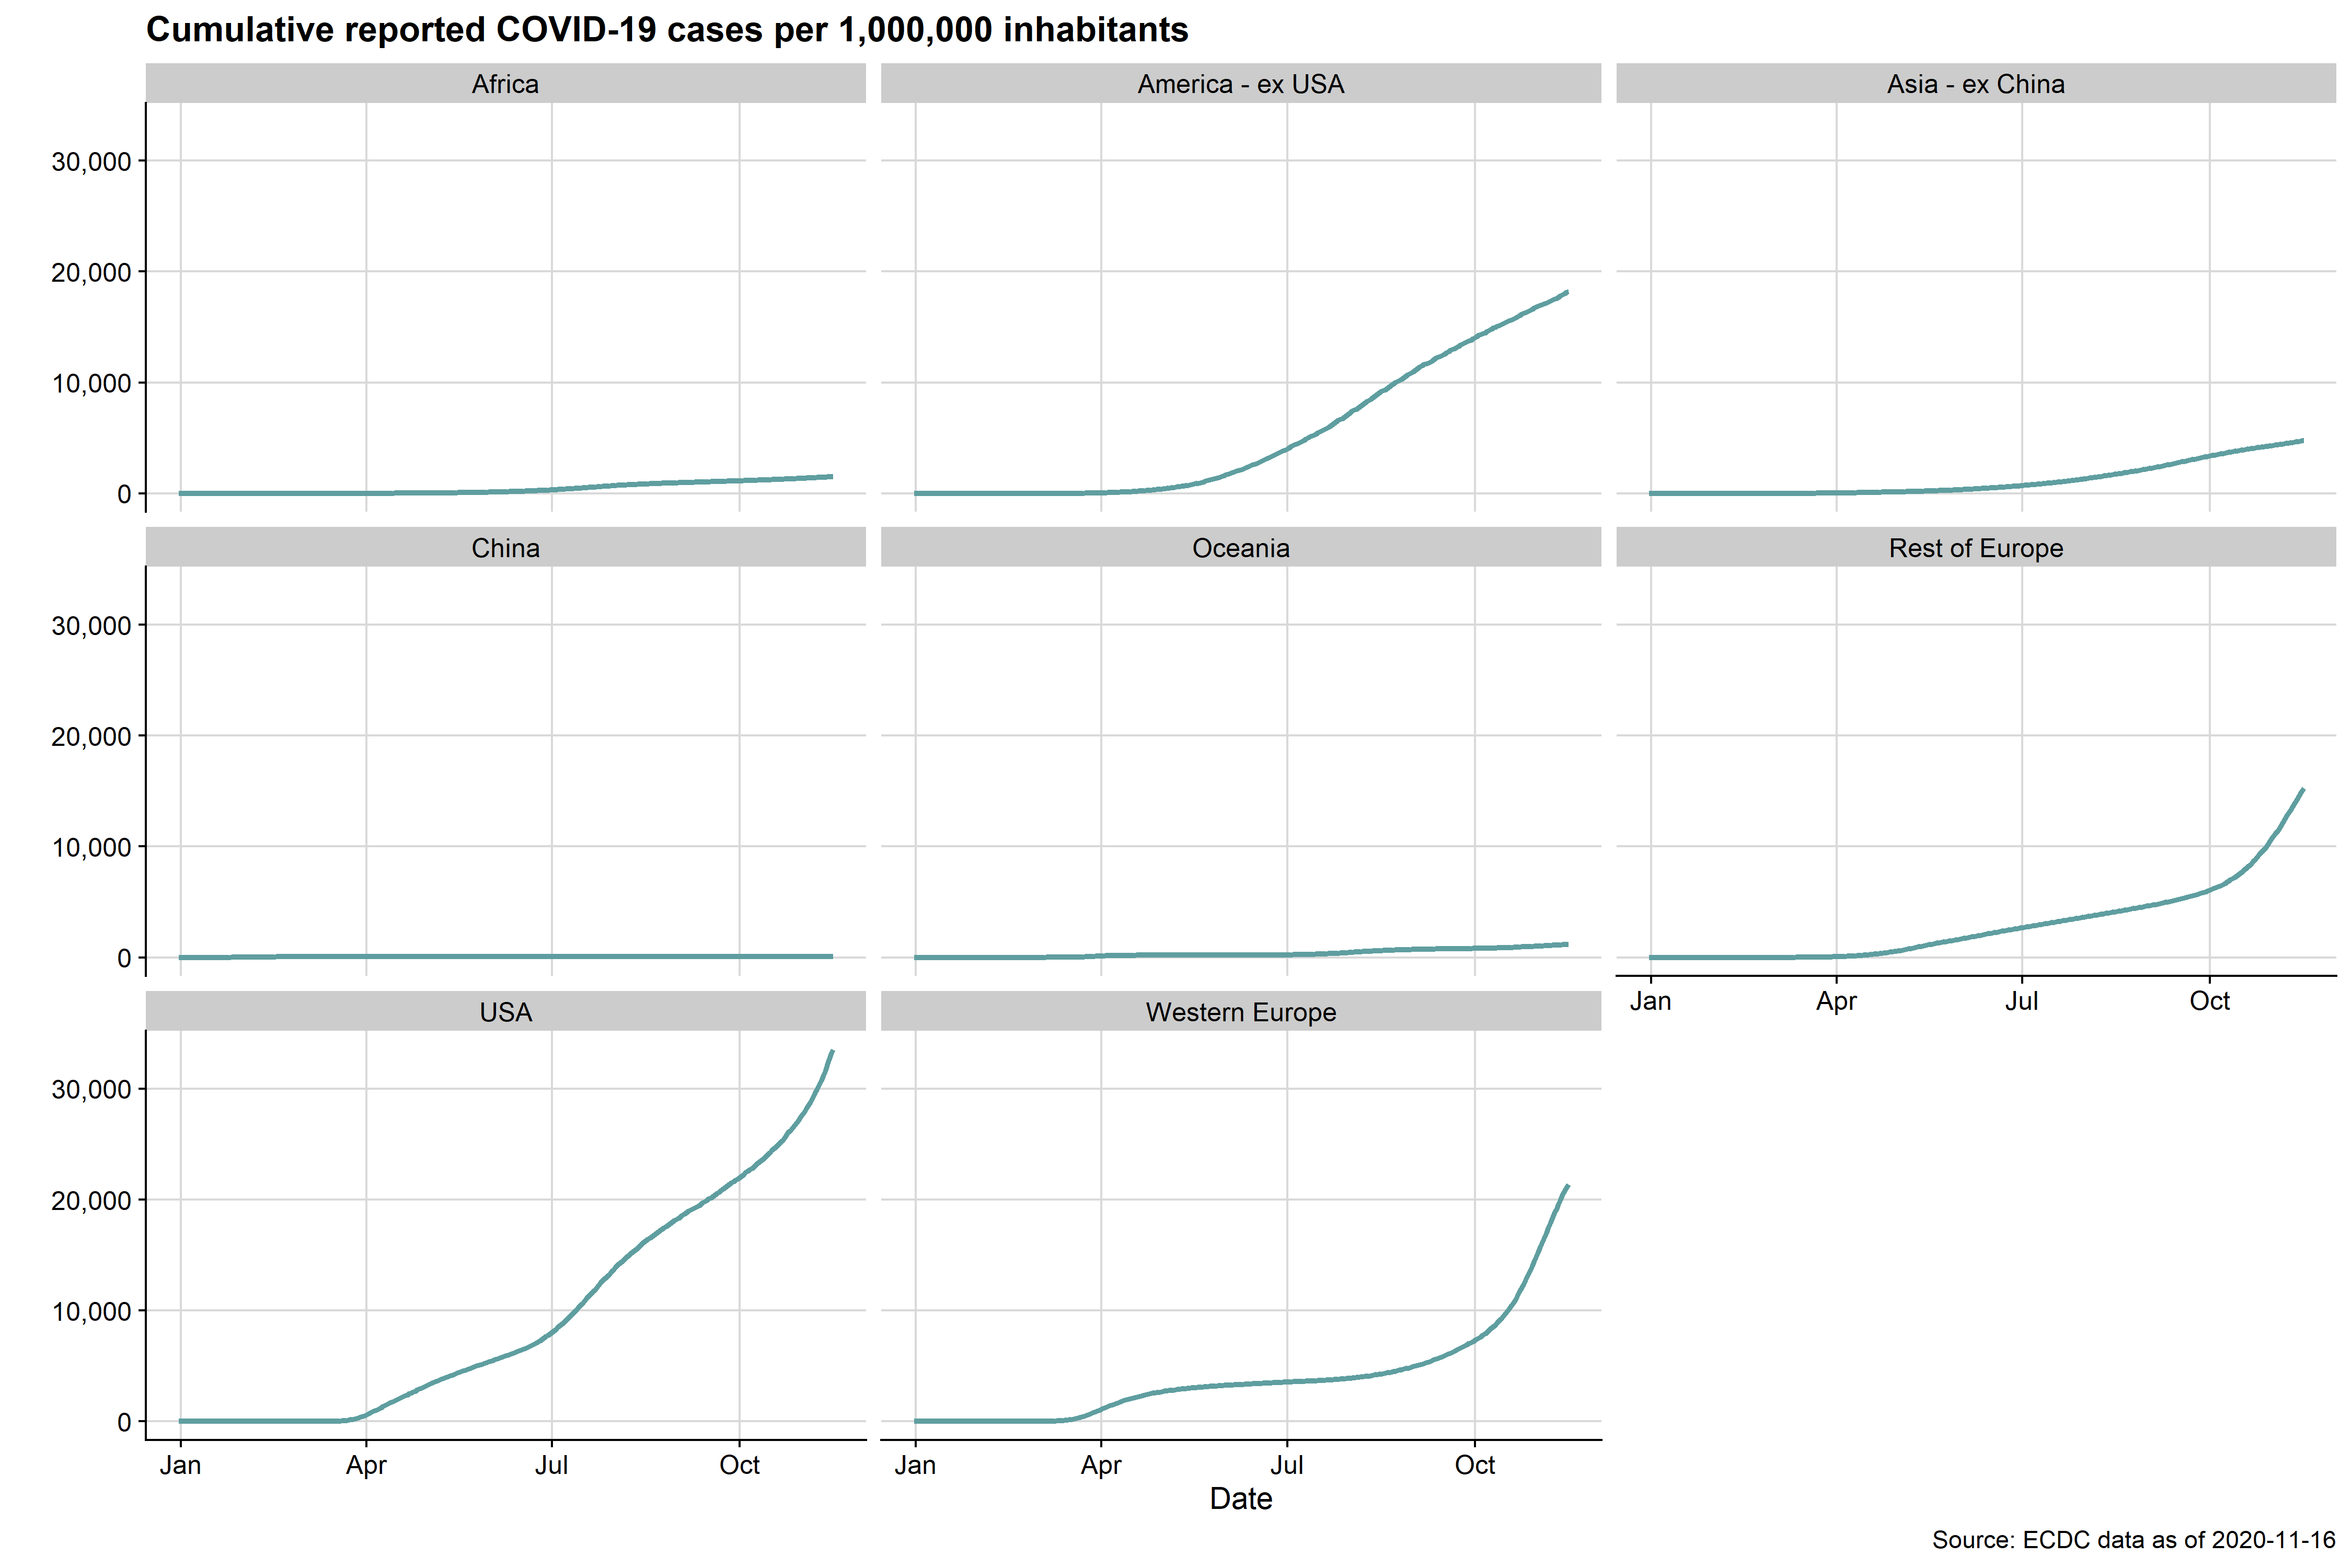 Cumulative reported COVID-19 cases per 1,000,000 inhabitants
Africa
America - ex USA
Asia - ex China
30,000
20,000
10,000
0
China
Oceania
Rest of Europe
30,000
20,000
10,000
0
Jan
Apr
Jul
Oct
USA
Western Europe
30,000
20,000
10,000
0
Jan
Apr
Jul
Oct
Jan
Apr
Jul
Oct
Date
Source: ECDC data as of 2020-11-16